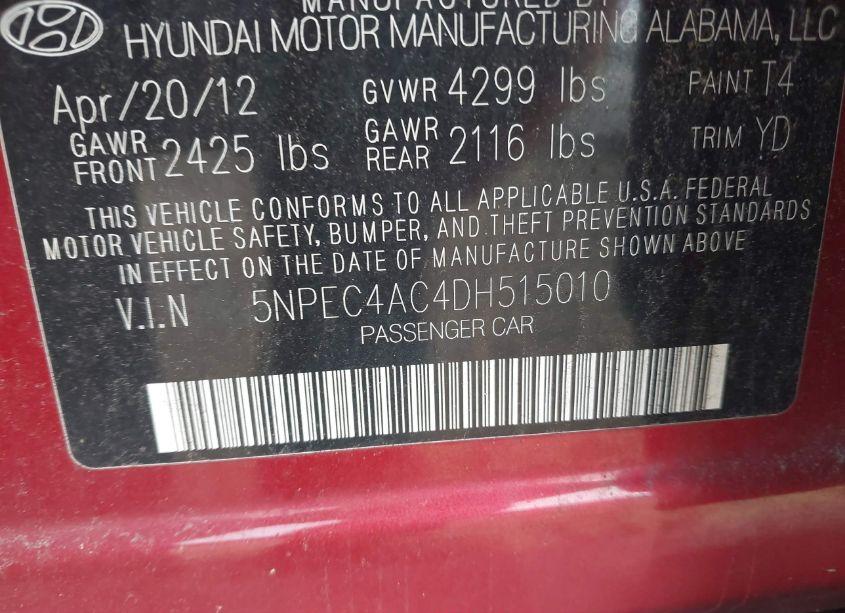 MANUFACTURED BY
HYUNDAI MOTOR MANUFACTURING ALABAMA, LLC
Apr/20/12 GVWR 4299 lbs PAINT T4
GAWR FRONT 2425 lbs GAWR REAR 2116 lbs TRIM YD
THIS VEHICLE CONFORMS TO ALL APPLICABLE U.S.A. FEDERAL
MOTOR VEHICLE SAFETY, BUMPER, AND THEFT PREVENTION STANDARDS
IN EFFECT ON THE DATE OF MANUFACTURE SHOWN ABOVE
V.I.N 5NPEC4AC4DH515010
PASSENGER CAR